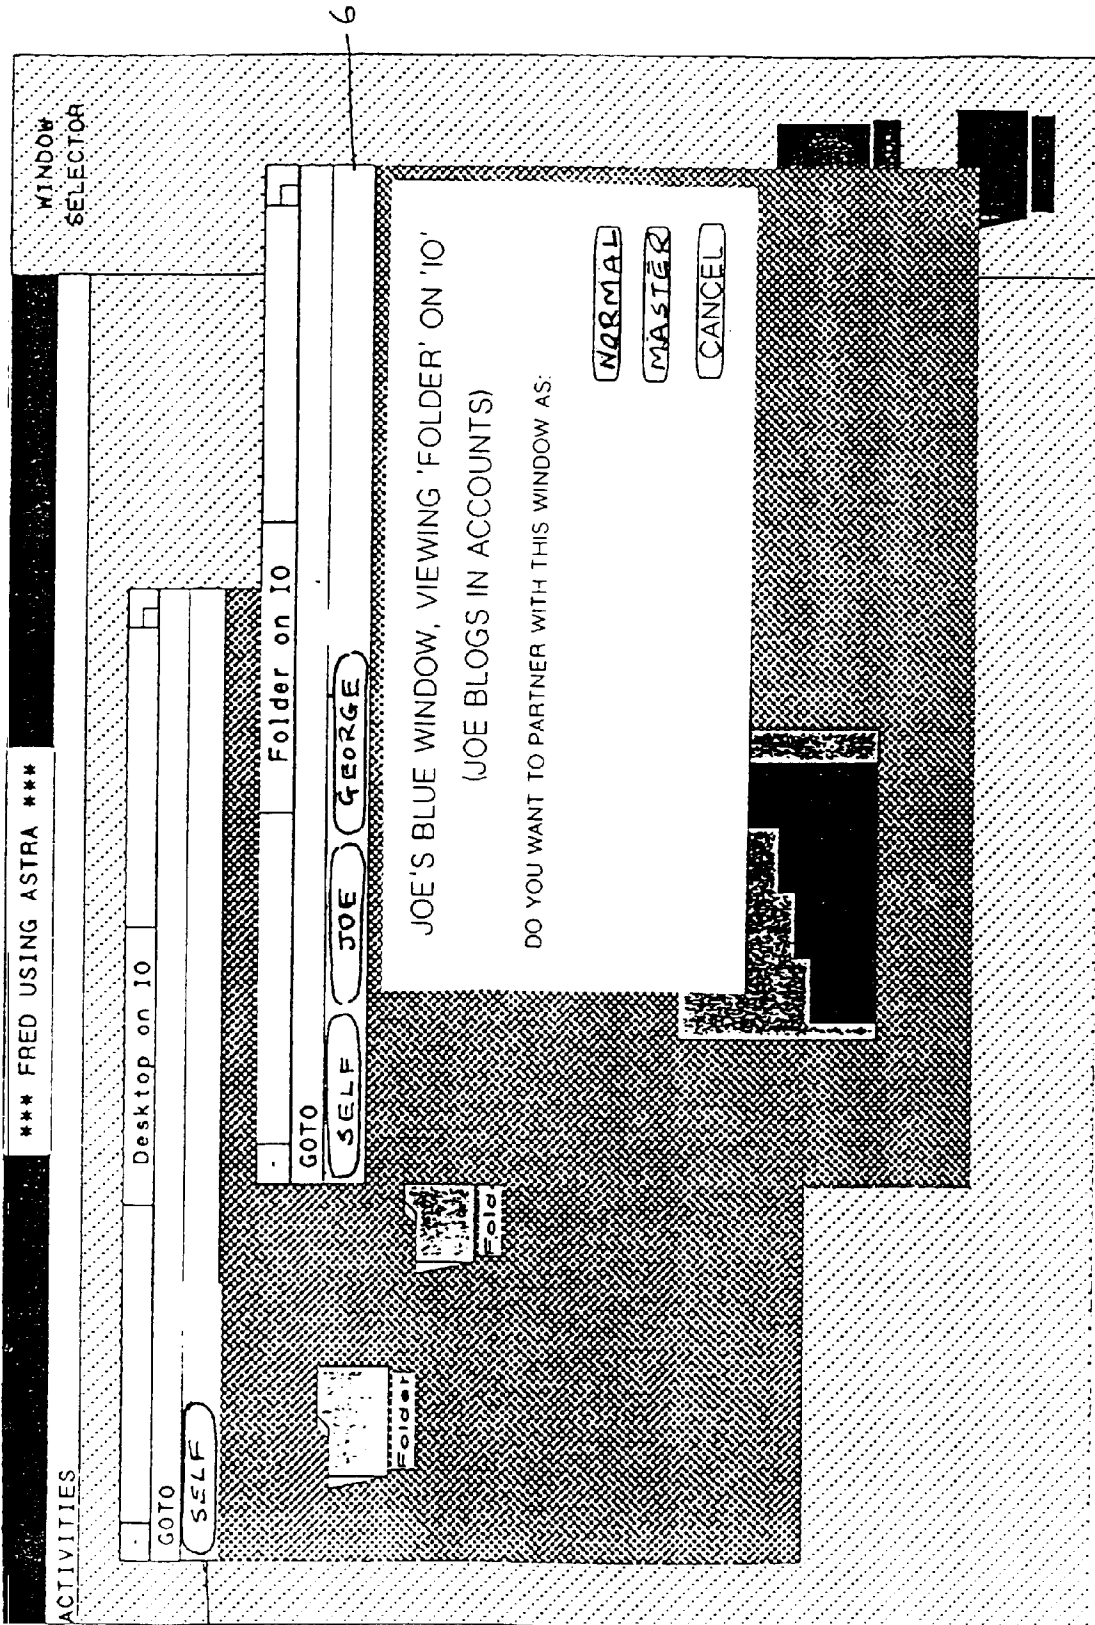 *** FRED USING ASTRA ***
ACTIVITIES
WINDOW
SELECTOR
Desktop on IO
GOTO
SELF
Folder on IO
GOTO
SELF JOE GEORGE
6
JOE'S BLUE WINDOW, VIEWING 'FOLDER' ON 'IO'
(JOE BLOGS IN ACCOUNTS)
DO YOU WANT TO PARTNER WITH THIS WINDOW AS:
NORMAL
MASTER
CANCEL
Folder
Fold